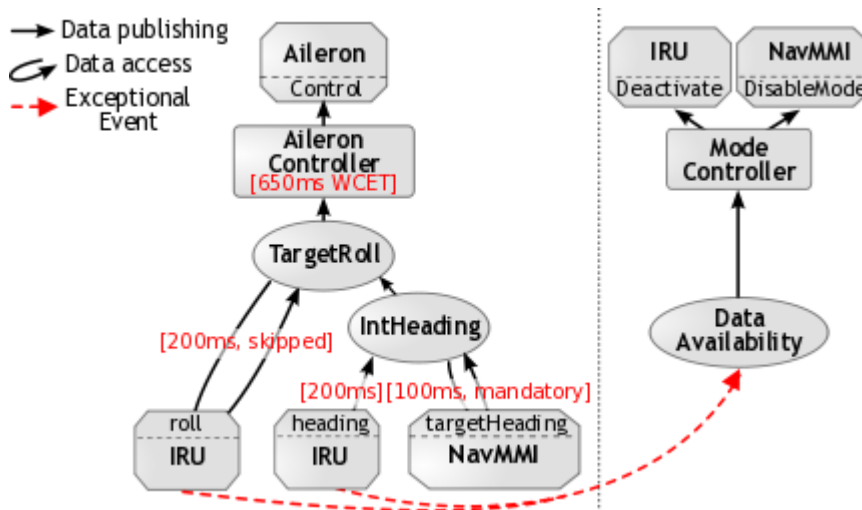 Data publishing
Data access
Exceptional
Event
Aileron
Control
Aileron
Controller
[650ms WCET]
TargetRoll
IntHeading
[200ms, skipped]
[200ms]
[100ms, mandatory]
roll
IRU
heading
IRU
targetHeading
NavMMI
IRU
Deactivate
NavMMI
DisableMode
Mode
Controller
Data
Availability